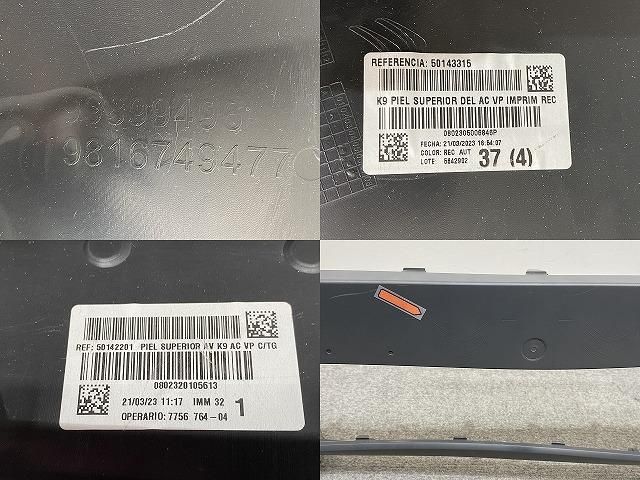 9816749477
REFERENCIA: 50143315
K9 PIEL SUPERIOR DEL AC VP IMPRIM REC
0802305006846P
FECHA: 21/03/2023 16:54:07
COLOR: REC AUT
LOTE: 5842902
37 (4)
REF: 50142201 PIEL SUPERIOR AV K9 AC VP C/TG
0802320105613
21/03/23 11:17 IMM 32
OPERARIO: 7756 764-04
1